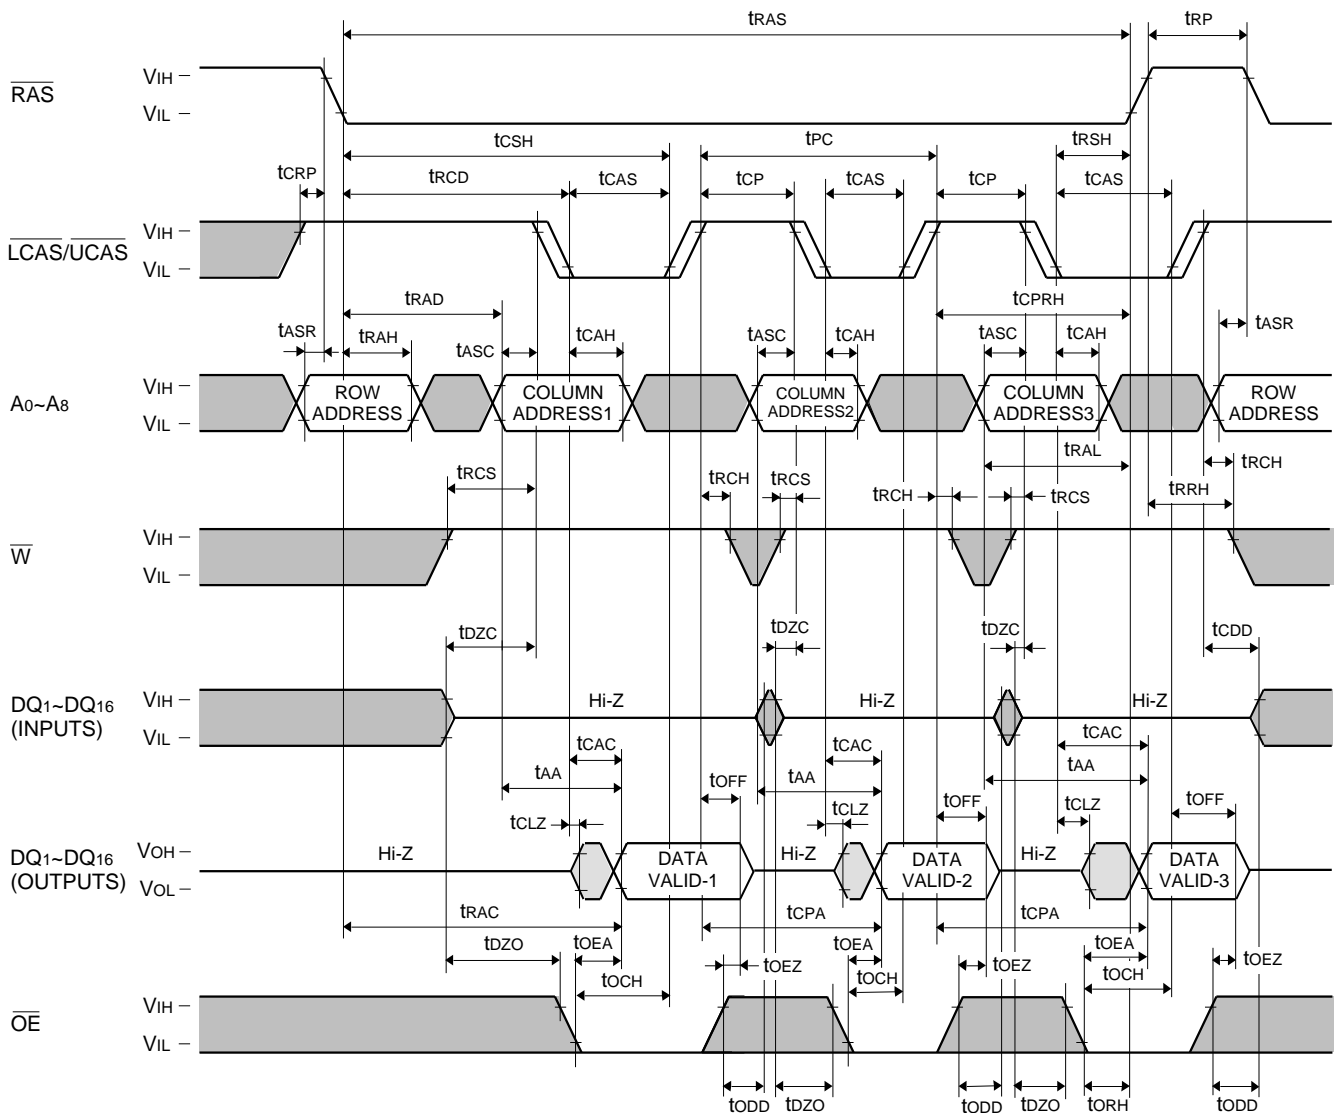 tRAS
tRP
RAS
VIH
VIL
tCSH
tPC
tRSH
tCRP
tRCD
tCAS
tCP
tCAS
tCP
tCAS
LCAS/UCAS
VIH
VIL
tRAD
tCPRH
tASR
tRAH
tASC
tCAH
tASC
tCAH
tASC
tCAH
tASR
A0~A8
VIH
VIL
ROW
ADDRESS
COLUMN
ADDRESS1
COLUMN
ADDRESS2
COLUMN
ADDRESS3
ROW
ADDRESS
tRAL
tRCS
tRCH
tRCS
tRCH
tRCS
tRCH
tRRH
W
VIH
VIL
tDZC
tDZC
tDZC
tCDD
DQ1~DQ16
(INPUTS)
VIH
VIL
Hi-Z
Hi-Z
Hi-Z
tCAC
tCAC
tCAC
tAA
tOFF
tAA
tOFF
tAA
tOFF
tCLZ
tCLZ
tCLZ
DQ1~DQ16
(OUTPUTS)
VOH
VOL
Hi-Z
DATA
VALID-1
Hi-Z
DATA
VALID-2
Hi-Z
DATA
VALID-3
tRAC
tCPA
tCPA
tDZO
tOEA
tOEZ
tOEA
tOEZ
tOEA
tOEZ
tOCH
tOCH
tOCH
OE
VIH
VIL
tODD
tDZO
tODD
tDZO
tORH
tODD